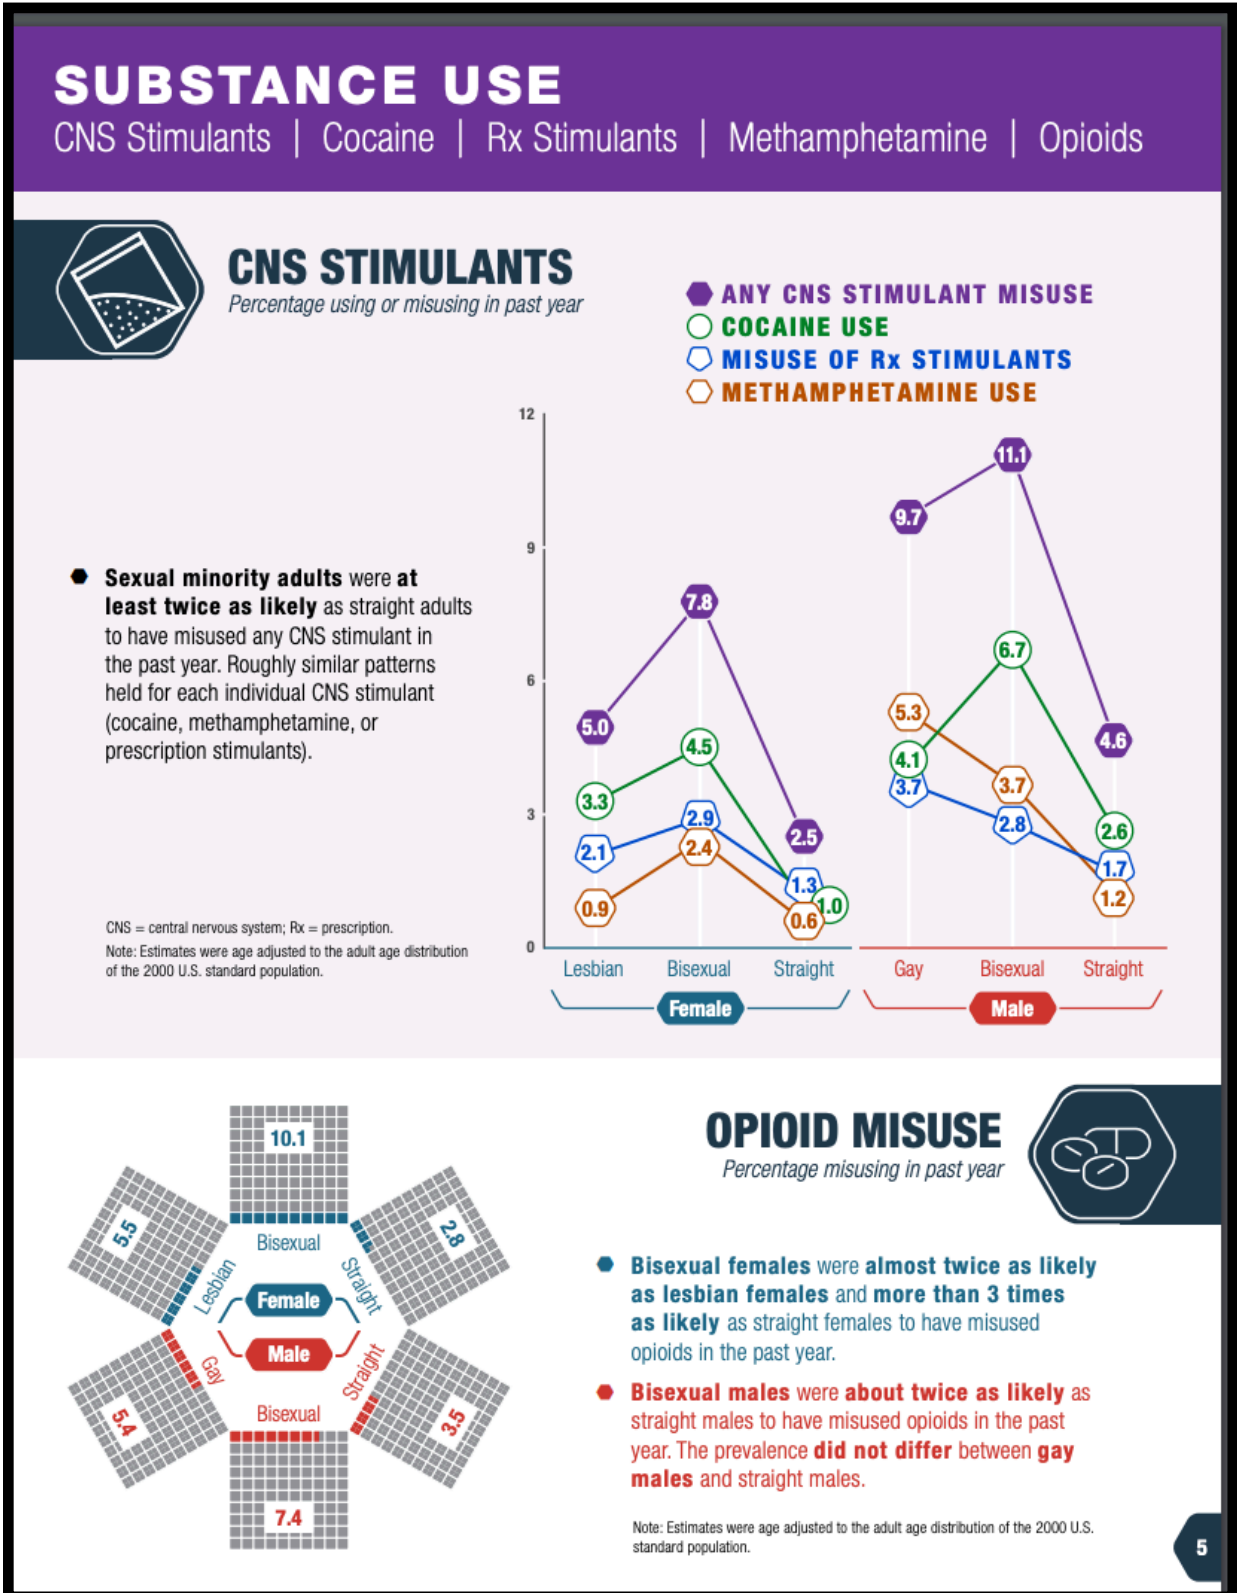 SUBSTANCE USE
CNS Stimulants | Cocaine | Rx Stimulants | Methamphetamine | Opioids
CNS STIMULANTS
Percentage using or misusing in past year
ANY CNS STIMULANT MISUSE
COCAINE USE
MISUSE OF Rx STIMULANTS
METHAMPHETAMINE USE
Sexual minority adults were at
least twice as likely as straight adults
to have misused any CNS stimulant in
the past year. Roughly similar patterns
held for each individual CNS stimulant
(cocaine, methamphetamine, or
prescription stimulants).
CNS = central nervous system; Rx = prescription.
Note: Estimates were age adjusted to the adult age distribution
of the 2000 U.S. standard population.
12
9
6
3
0
5.0
7.8
2.5
3.3
4.5
1.0
2.1
2.9
1.3
0.9
2.4
0.6
9.7
11.1
4.6
4.1
6.7
2.6
3.7
2.8
1.7
5.3
3.7
1.2
Lesbian Bisexual Straight Gay Bisexual Straight
Female Male
10.1
5.5
2.8
Bisexual
Lesbian
Straight
Female
Male
Gay
Straight
Bisexual
5.4
3.5
7.4
OPIOID MISUSE
Percentage misusing in past year
Bisexual females were almost twice as likely
as lesbian females and more than 3 times
as likely as straight females to have misused
opioids in the past year.
Bisexual males were about twice as likely as
straight males to have misused opioids in the past
year. The prevalence did not differ between gay
males and straight males.
Note: Estimates were age adjusted to the adult age distribution of the 2000 U.S.
standard population.
5